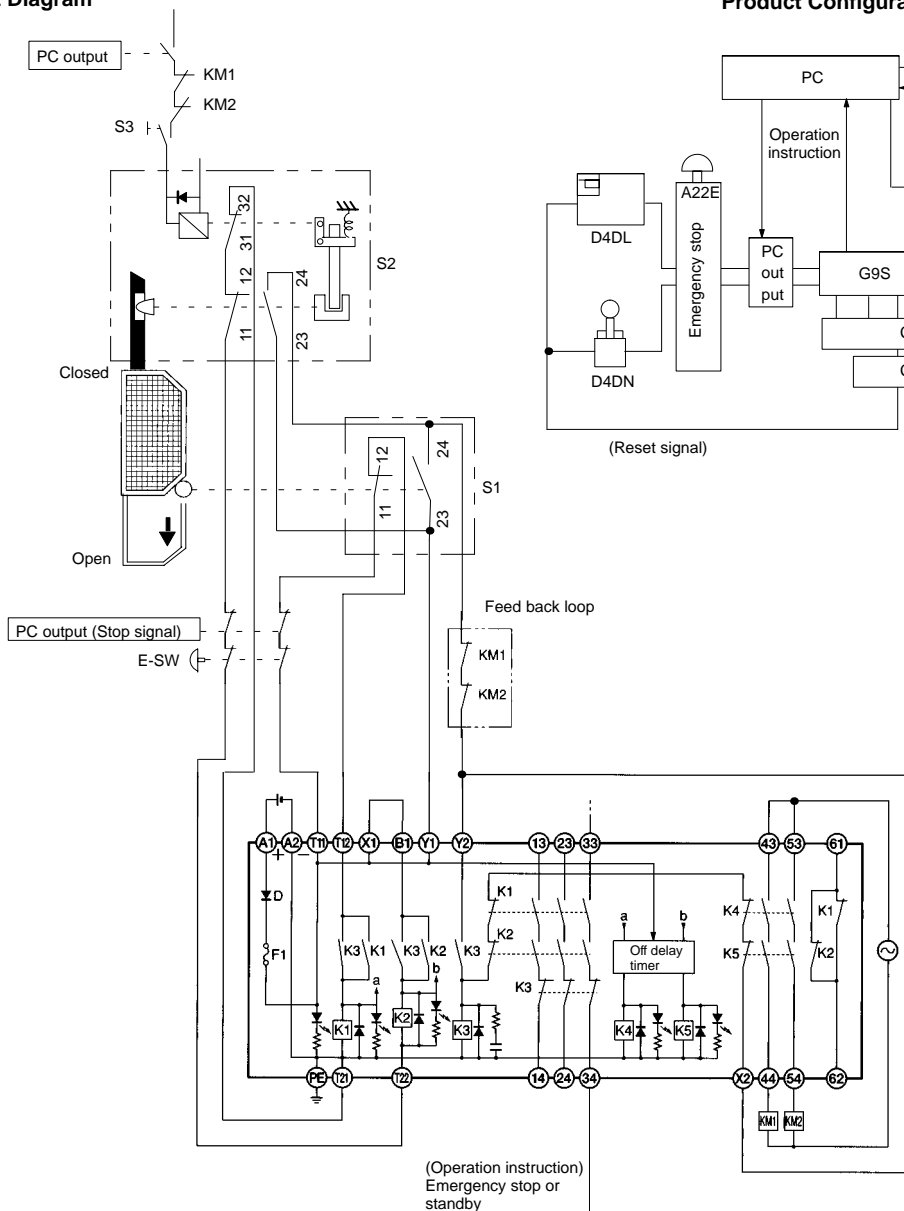 t Diagram
Product Configura
PC output
KM1
KM2
S3
32
31
12
11
24
23
S2
Closed
Open
12
11
24
23
S1
PC output (Stop signal)
E-SW
Feed back loop
KM1
KM2
PC
Operation
instruction
D4DL
D4DN
A22E
Emergency stop
PC
out
put
G9S
(Reset signal)
A1
A2
T11
T12
X1
B1
Y1
Y2
13
23
33
43
53
61
+
−
D
F1
K3
K1
K3
K2
K3
K1
K2
K3
a
b
a
b
Off delay
timer
K4
K5
K1
K2
K1
K2
K3
K4
K5
PE
T21
T22
14
24
34
X2
44
54
62
KM1
KM2
(Operation instruction)
Emergency stop or
standby